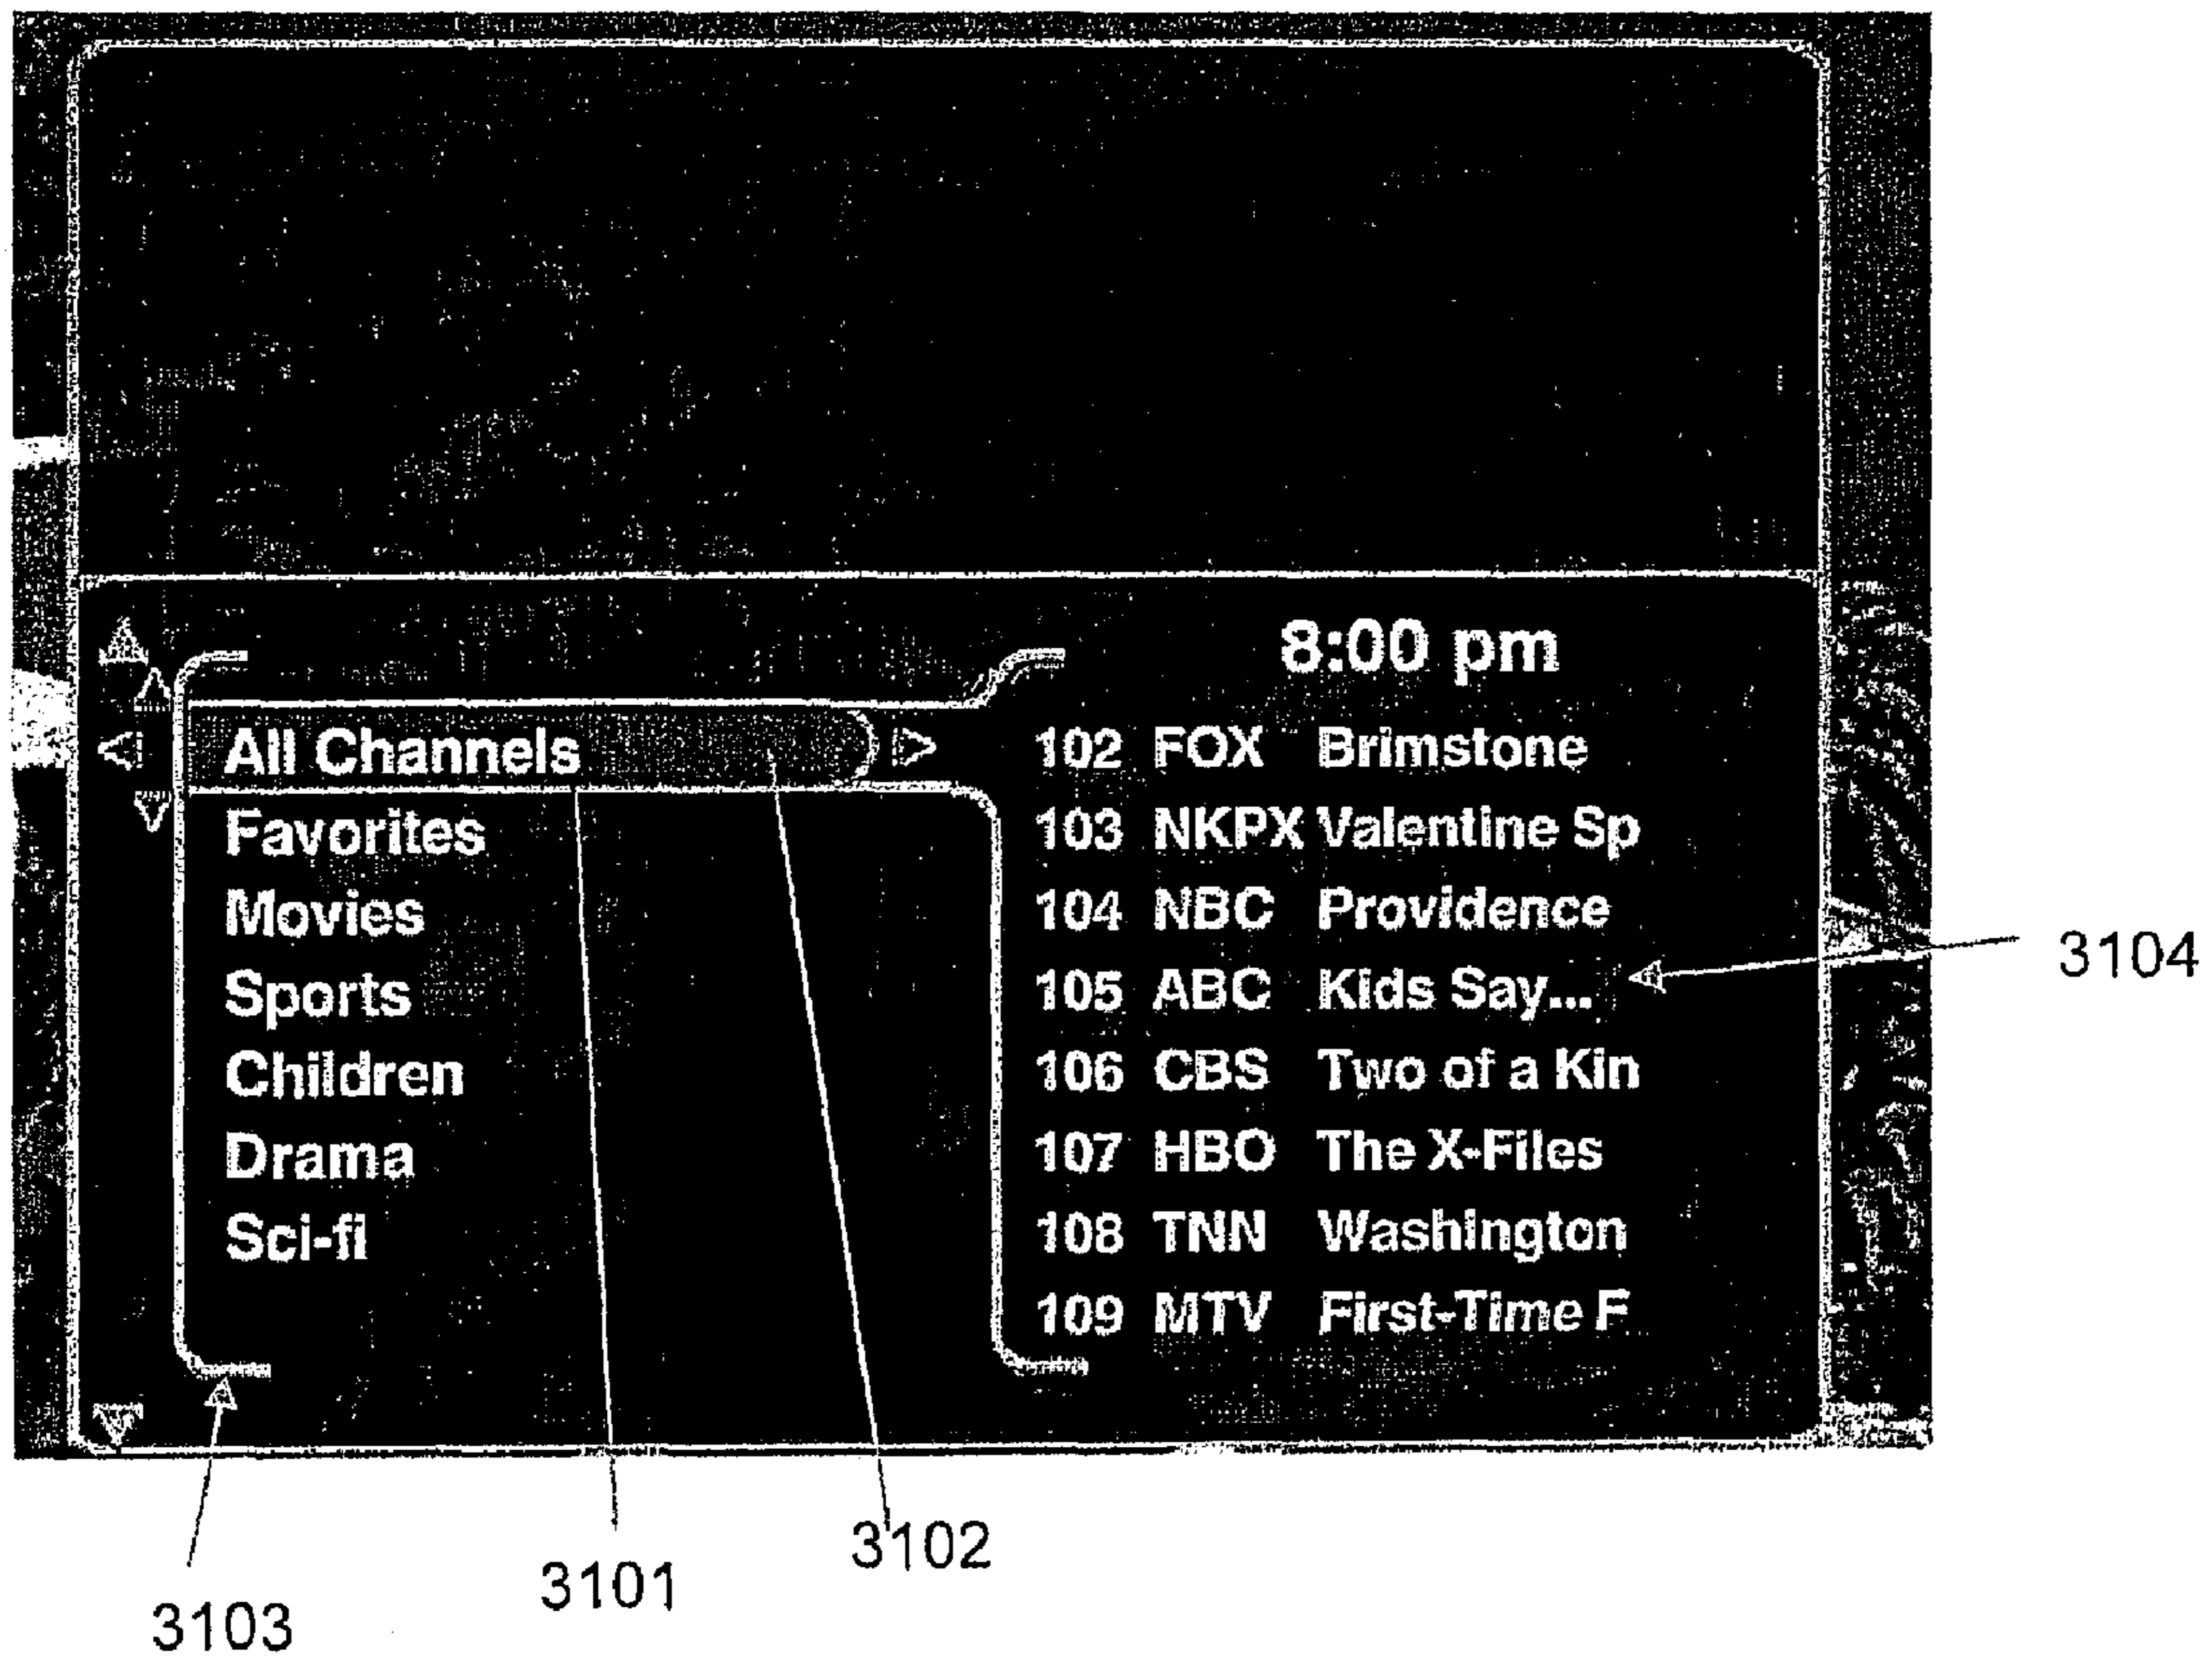 8:00 pm
All Channels
Favorites
Movies
Sports
Children
Drama
Sci-fi
102 FOX Brimstone
103 NKPX Valentine Sp
104 NBC Providence
105 ABC Kids Say...
106 CBS Two of a Kin
107 HBO The X-Files
108 TNN Washington
109 MTV First-Time F
3104
3102
3101
3103